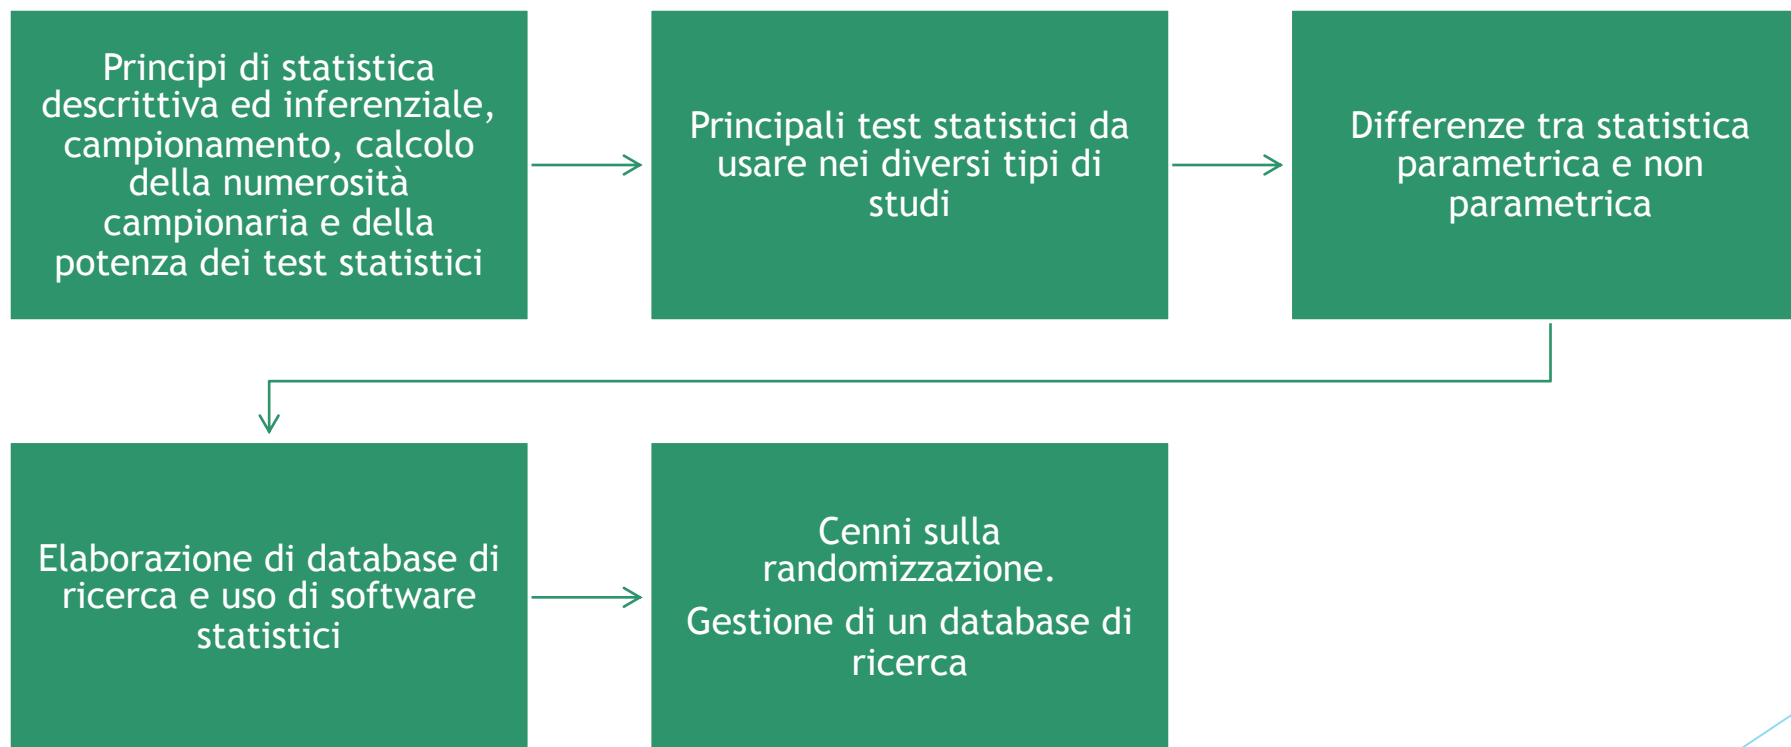 Principi di statistica
descrittiva ed inferenziale,
campionamento, calcolo
della numerosità
campionaria e della
potenza dei test statistici
Principali test statistici da
usare nei diversi tipi di
studi
Differenze tra statistica
parametrica e non
parametrica
Elaborazione di database di
ricerca e uso di software
statistici
Cenni sulla
randomizzazione.
Gestione di un database di
ricerca